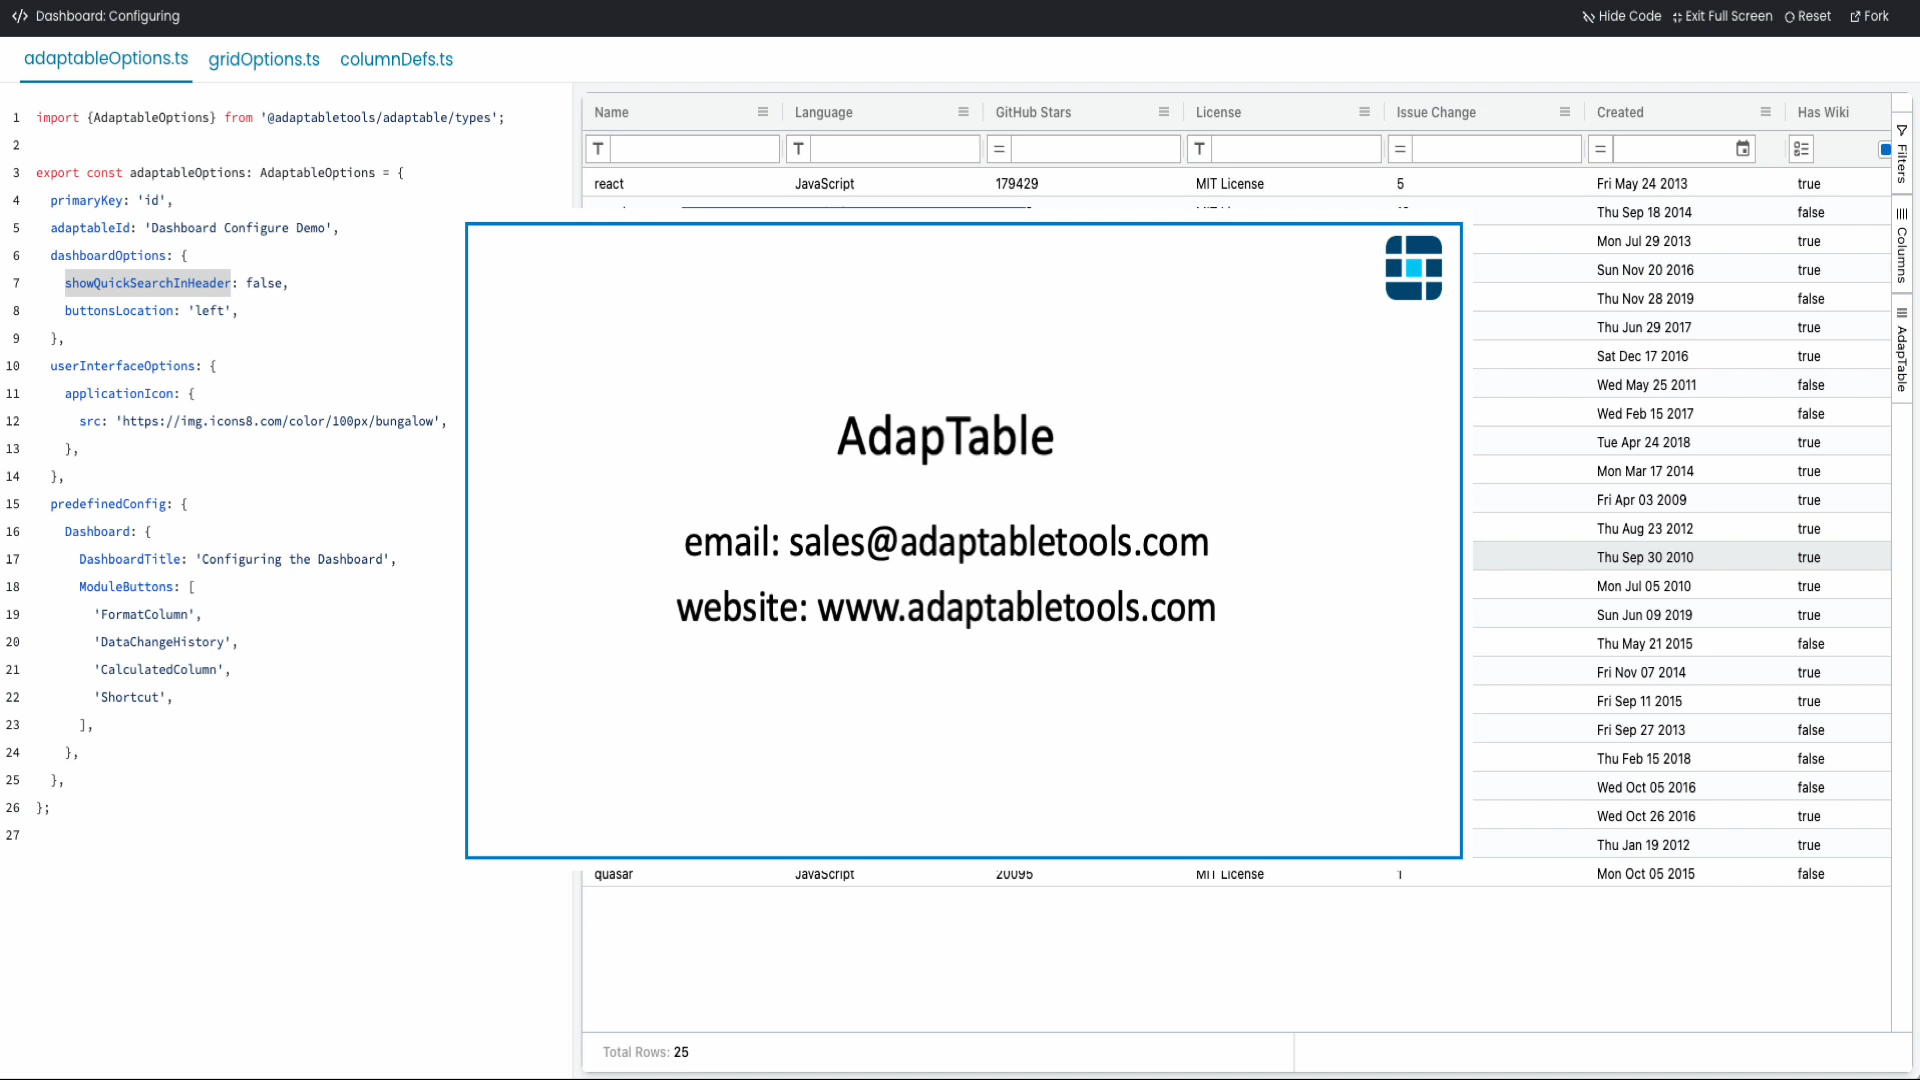 Dashboard: Configuring
Hide Code Exit Full Screen Reset Fork
adaptableOptions.ts gridOptions.ts columnDefs.ts
1 import {AdaptableOptions} from '@adaptabletools/adaptable/types';
2
3 export const adaptableOptions: AdaptableOptions = {
4 primaryKey: 'id',
5 adaptableId: 'Dashboard Configure Demo',
6 dashboardOptions: {
7 showQuickSearchInHeader: false,
8 buttonsLocation: 'left',
9 },
10 userInterfaceOptions: {
11 applicationIcon: {
12 src: 'https://img.icons8.com/color/100px/bungalow',
13 },
14 },
15 predefinedConfig: {
16 Dashboard: {
17 DashboardTitle: 'Configuring the Dashboard',
18 ModuleButtons: [
19 'FormatColumn',
20 'DataChangeHistory',
21 'CalculatedColumn',
22 'Shortcut',
23 ],
24 },
25 },
26 };
27
Name Language GitHub Stars License Issue Change Created Has Wiki
react JavaScript 179429 MIT License 5 Fri May 24 2013 true
Thu Sep 18 2014 false
Mon Jul 29 2013 true
Sun Nov 20 2016 true
Thu Nov 28 2019 false
Thu Jun 29 2017 true
Sat Dec 17 2016 true
Wed May 25 2011 false
Wed Feb 15 2017 false
Tue Apr 24 2018 true
Mon Mar 17 2014 true
Fri Apr 03 2009 true
Thu Aug 23 2012 true
Thu Sep 30 2010 true
Mon Jul 05 2010 true
Sun Jun 09 2019 true
Thu May 21 2015 false
Fri Nov 07 2014 true
Fri Sep 11 2015 true
Fri Sep 27 2013 false
Thu Feb 15 2018 false
Wed Oct 05 2016 false
Wed Oct 26 2016 true
Thu Jan 19 2012 true
quasar JavaScript 20095 MIT License 1 Mon Oct 05 2015 false
Total Rows: 25
Filters
Columns
AdapTable
AdapTable
email: sales@adaptabletools.com
website: www.adaptabletools.com